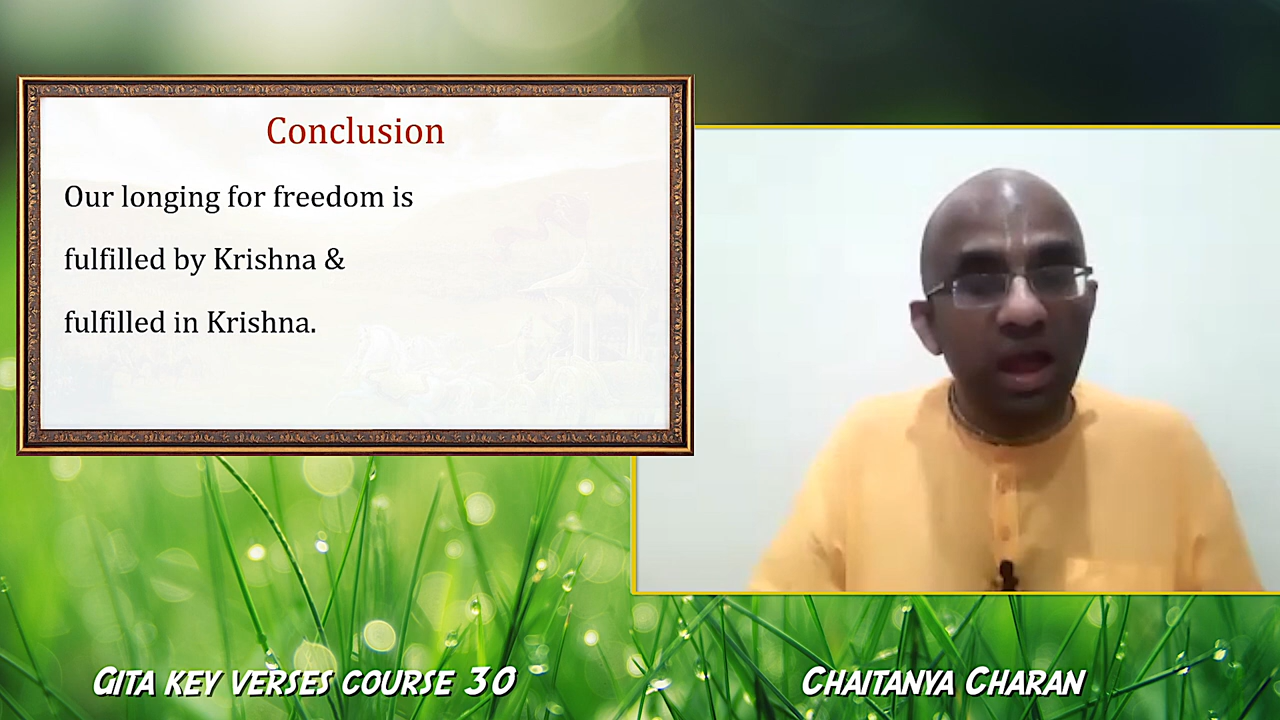 Conclusion
Our longing for freedom is
fulfilled by Krishna &
fulfilled in Krishna.
Gita key verses course 30
Chaitanya Charan